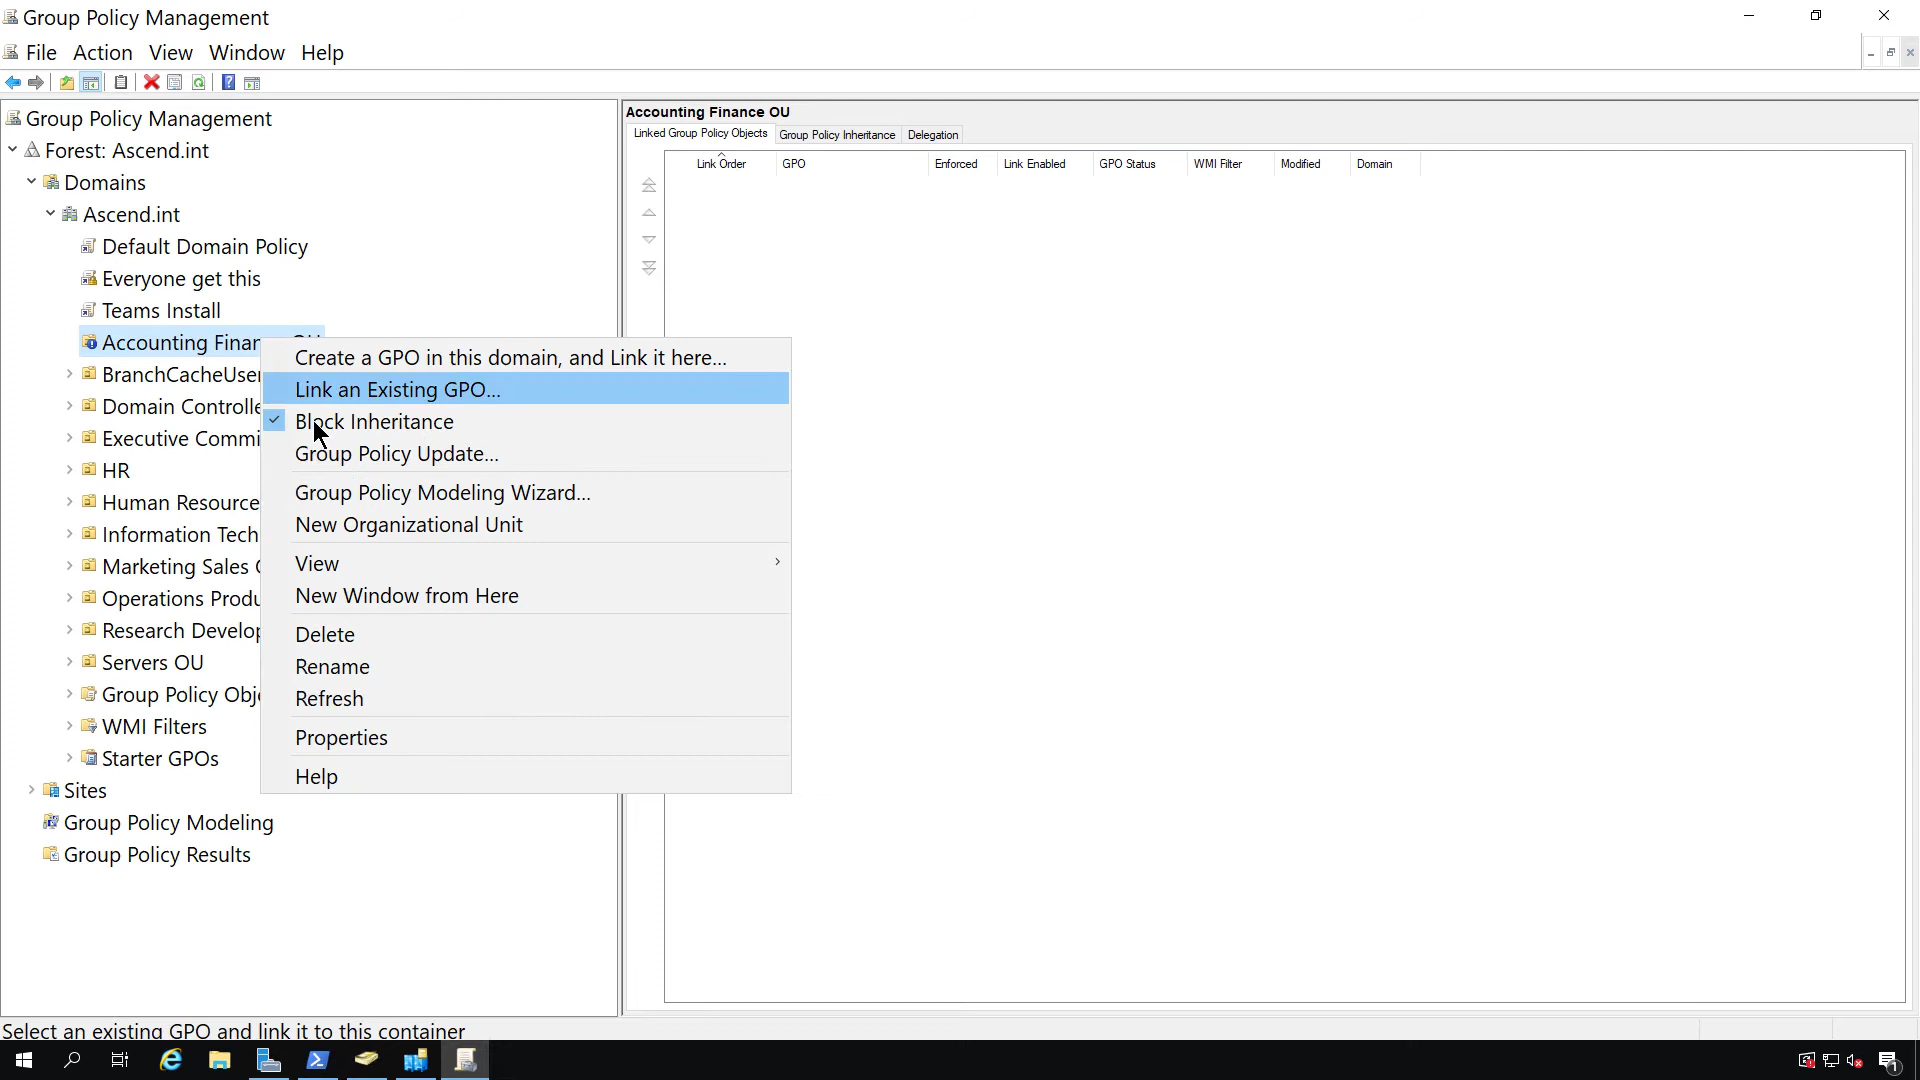 Group Policy Management
File Action View Window Help
Group Policy Management
Forest: Ascend.int
Domains
Ascend.int
Default Domain Policy
Everyone get this
Teams Install
Accounting Finan
BranchCacheUser
Domain Controlle
Executive Commi
HR
Human Resource
Information Tech
Marketing Sales
Operations Produ
Research Develop
Servers OU
Group Policy Obje
WMI Filters
Starter GPOs
Sites
Group Policy Modeling
Group Policy Results
Create a GPO in this domain, and Link it here...
Link an Existing GPO...
Block Inheritance
Group Policy Update...
Group Policy Modeling Wizard...
New Organizational Unit
View
New Window from Here
Delete
Rename
Refresh
Properties
Help
Accounting Finance OU
Linked Group Policy Objects Group Policy Inheritance Delegation
Link Order GPO Enforced Link Enabled GPO Status WMI Filter Modified Domain
Select an existing GPO and link it to this container
1